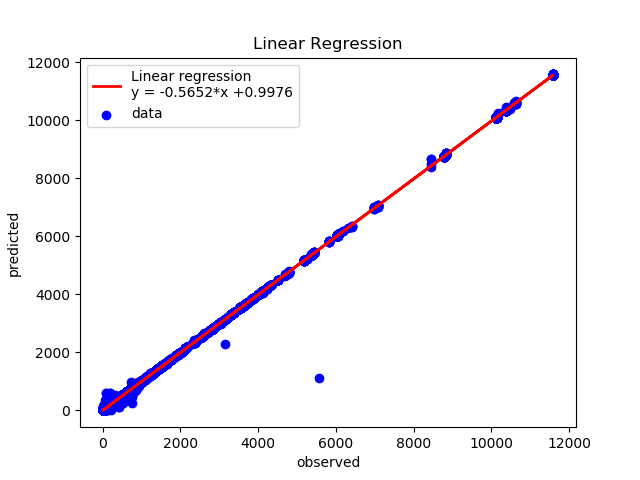 Linear Regression
Linear regression
y = -0.5652*x +0.9976
data
predicted
12000
10000
8000
6000
4000
2000
0
0 2000 4000 6000 8000 10000 12000
observed